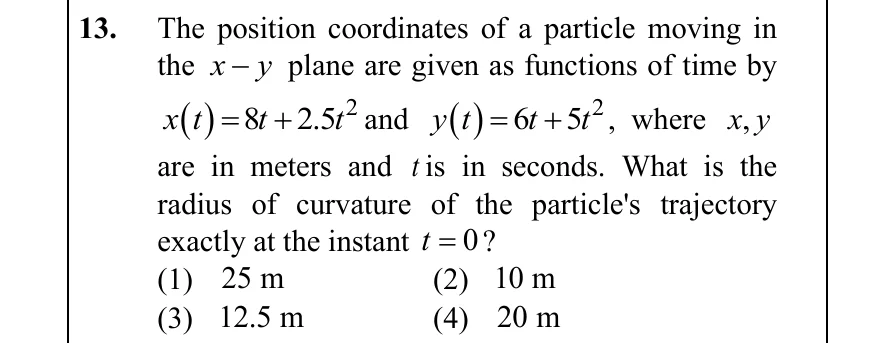 13. The position coordinates of a particle moving in
the x – y plane are given as functions of time by
x(t) = 8t + 2.5t² and y(t) = 6t + 5t², where x, y
are in meters and t is in seconds. What is the
radius of curvature of the particle's trajectory
exactly at the instant t = 0?
(1) 25 m (2) 10 m
(3) 12.5 m (4) 20 m